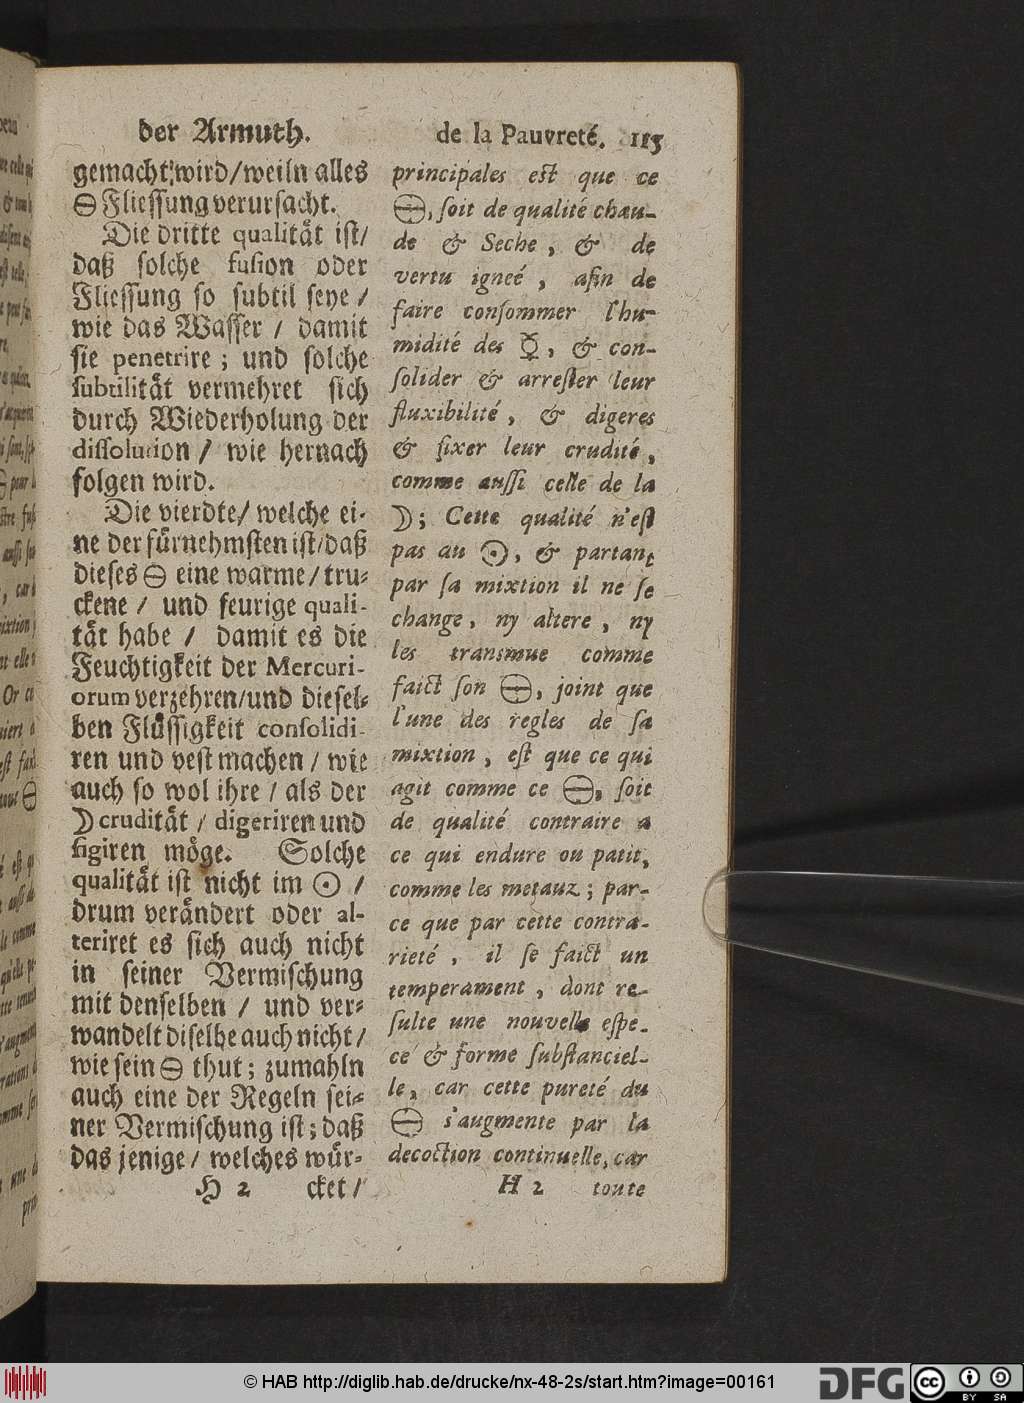 der Armuth.
gemacht wird/weiln alles
🜔 Fliessung verursacht.
Die dritte qualität ist/
daß solche fusion oder
Fliessung so subtil seye /
wie das Wasser / damit
sie penetrire ; und solche
subtilität vermehret sich
durch Wiederholung der
dissolution / wie hernach
folgen wird.
Die vierdte/ welche ei-
ne der fürnehmsten ist/daß
dieses 🜔 eine warme/tru-
ckene / und feurige quali-
tät habe / damit es die
Feuchtigkeit der Mercuri-
orum verzehren/und diesel-
ben Flüssigkeit consolidi-
ren und vest machen / wie
auch so wol ihre / als der
☽ crudität / digeriren und
figiren möge. Solche
qualität ist nicht im ☉ /
drum verändert oder al-
teriret es sich auch nicht
in seiner Vermischung
mit denselben / und ver-
wandelt diselbe auch nicht/
wie sein 🜔 thut ; zumahln
auch eine der Regeln sei-
ner Vermischung ist ; daß
das jenige / welches wür-
H 2 cket /
de la Pauvreté. 115
principales est que ce
🜔, ſoit de qualité chau-
de & Seche , & de
vertu igneé , afin de
faire conſommer l'hu-
midité des ☿, & con-
ſolider & arreſter leur
fluxibilité , & digeres
& fixer leur crudité ,
comme auſſi celle de la
☽ ; Cette qualité n'eſt
pas au ☉, & partant
par ſa mixtion il ne ſe
change , ny altere , ny
les transmue comme
faict ſon 🜔, joint que
l'une des regles de ſa
mixtion , eſt que ce qui
agit comme ce 🜔, ſoit
de qualité contraire a
ce qui endure ou patit,
comme les metauz ; par-
ce que par cette contra-
rieté , il ſe faict un
temperament , dont re-
ſulte une nouvelle eſpe-
ce & forme ſubſtanciel-
le , car cette pureté du
🜔 s'augmente par la
decoction continuelle, car
H 2 toute
© HAB http://diglib.hab.de/drucke/nx-48-2s/start.htm?image=00161
DFG
cc
BY SA